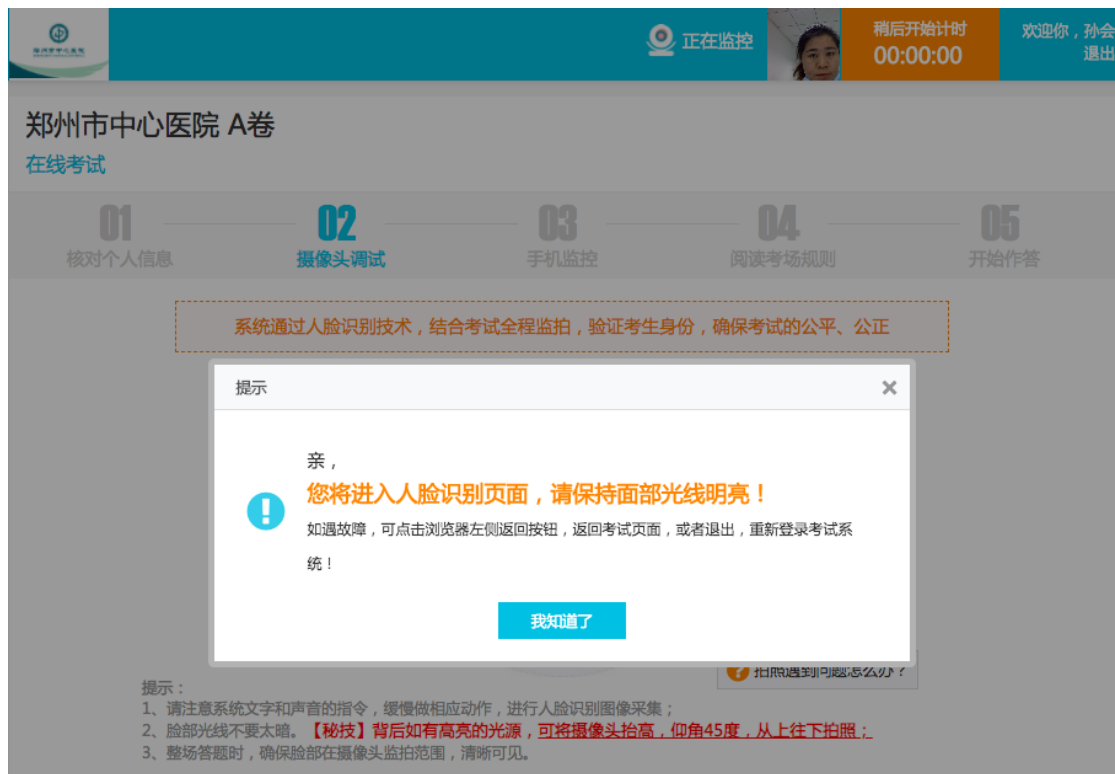 郑州市中心医院
正在监控
稍后开始计时
00:00:00
欢迎你，孙会
退出
郑州市中心医院 A卷
在线考试
01
02
03
04
05
核对个人信息
摄像头调试
手机监控
阅读考场规则
开始作答
系统通过人脸识别技术，结合考试全程监拍，验证考生身份，确保考试的公平、公正
提示
×
亲，
您将进入人脸识别页面，请保持面部光线明亮！
如遇故障，可点击浏览器左侧返回按钮，返回考试页面，或者退出，重新登录考试系
统！
我知道了
? 拍照遇到问题怎么办？
提示：
1、请注意系统文字和声音的指令，缓慢做相应动作，进行人脸识别图像采集；
2、脸部光线不要太暗。【秘技】背后如有高亮的光源，可将摄像头抬高，仰角45度，从上往下拍照；
3、整场答题时，确保脸部在摄像头监拍范围，清晰可见。